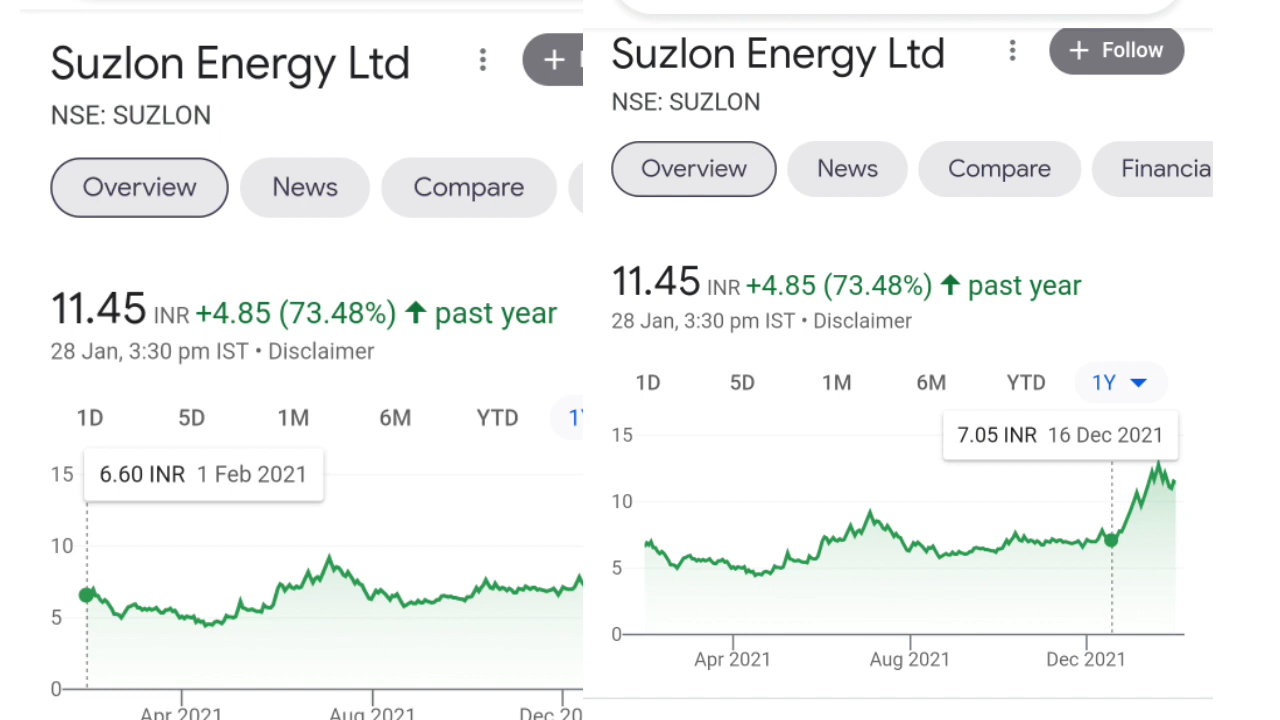 Suzlon Energy Ltd
NSE: SUZLON
Overview News Compare
11.45 INR +4.85 (73.48%) ↑ past year
28 Jan, 3:30 pm IST • Disclaimer
1D 5D 1M 6M YTD 1Y
6.60 INR 1 Feb 2021
15
10
5
0
Apr 2021 Aug 2021 Dec 20
Suzlon Energy Ltd
+ Follow
NSE: SUZLON
Overview News Compare Financia
11.45 INR +4.85 (73.48%) ↑ past year
28 Jan, 3:30 pm IST • Disclaimer
1D 5D 1M 6M YTD 1Y
7.05 INR 16 Dec 2021
15
10
5
0
Apr 2021 Aug 2021 Dec 2021